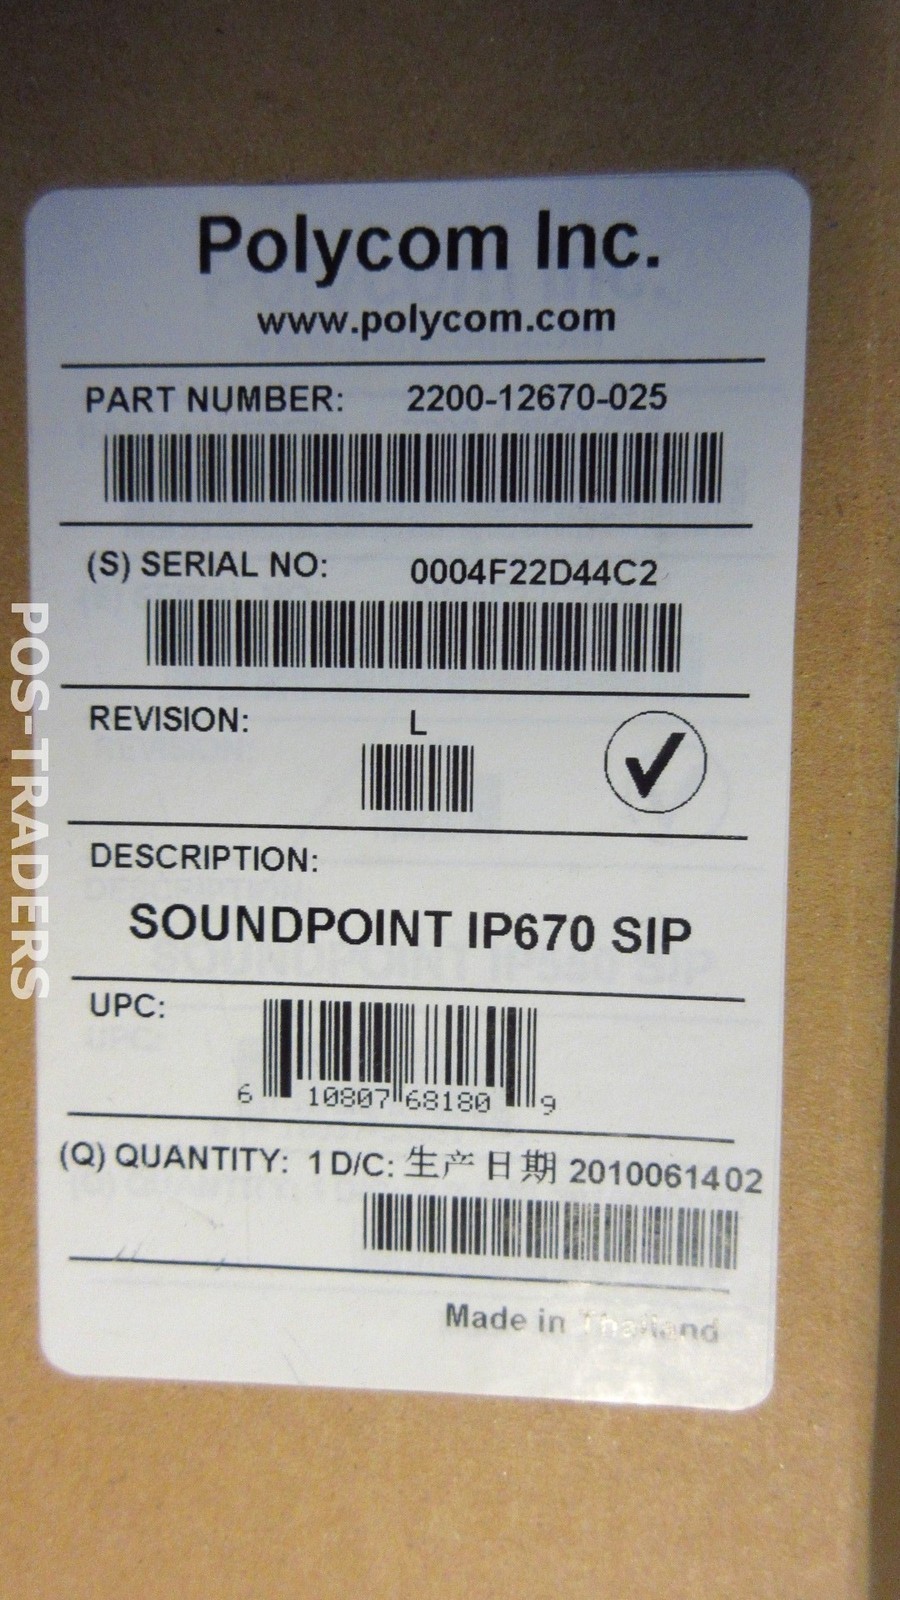 Polycom Inc.
www.polycom.com
PART NUMBER: 2200-12670-025
(S) SERIAL NO: 0004F22D44C2
REVISION: L
DESCRIPTION:
SOUNDPOINT IP670 SIP
UPC:
6 10807 68180 9
(Q) QUANTITY: 1 D/C: 生产日期 2010061402
Made in Thailand
POS-TRADERS